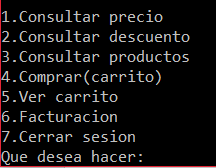 1.Consultar precio
2.Consultar descuento
3.Consultar productos
4.Comprar(carrito)
5.Ver carrito
6.Facturacion
7.Cerrar sesion
Que desea hacer: